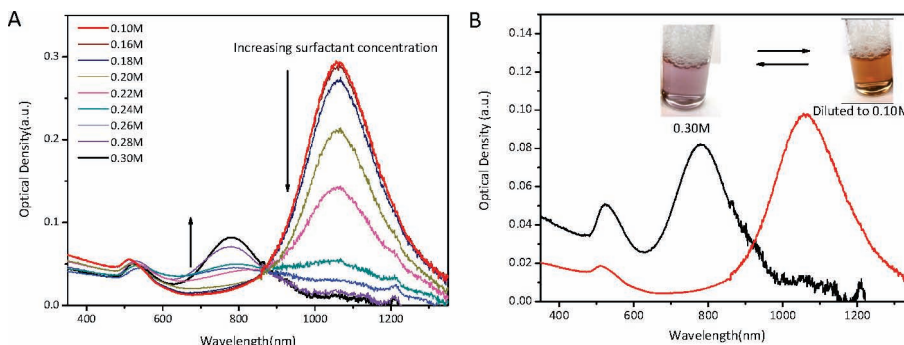 A
0.10M
0.16M
0.18M
0.20M
0.22M
0.24M
0.26M
0.28M
0.30M
Increasing surfactant concentration
Optical Density(a.u.)
0.3
0.2
0.1
0.0
400 600 800 1000 1200
Wavelength(nm)
B
0.30M
Diluted to 0.10M
Optical Density (a.u.)
0.14
0.12
0.10
0.08
0.06
0.04
0.02
0.00
400 600 800 1000 1200
Wavelength(nm)